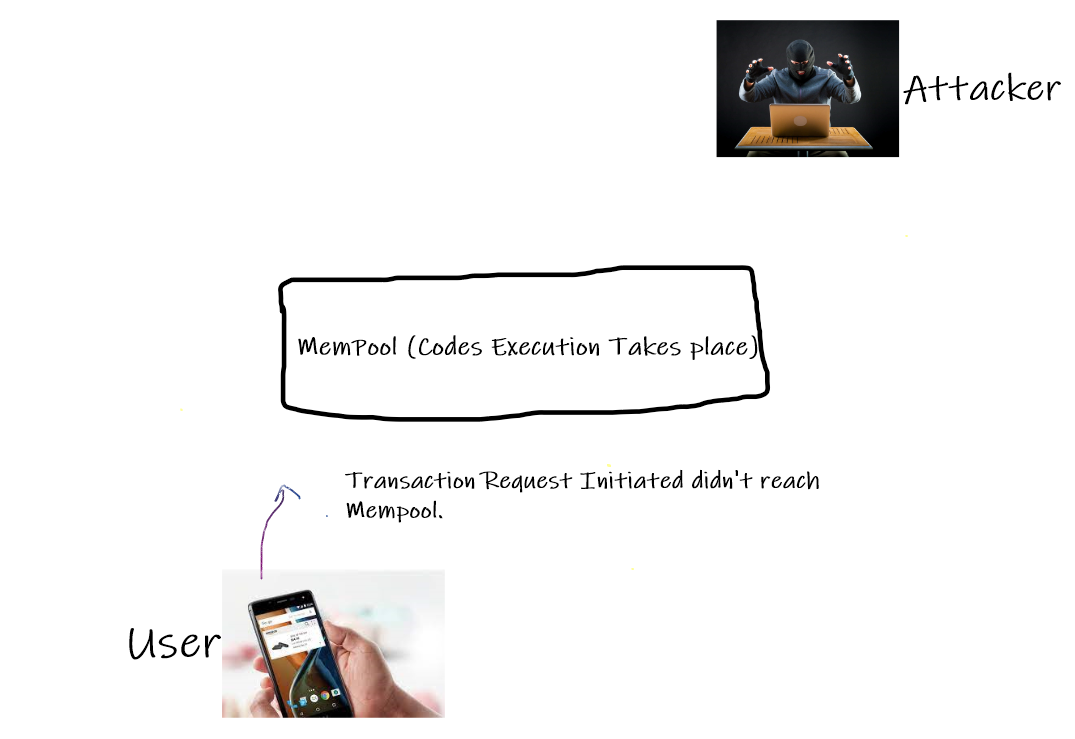 Attacker
MemPool (Codes Execution Takes place)
Transaction Request Initiated didn't reach
Mempool.
User